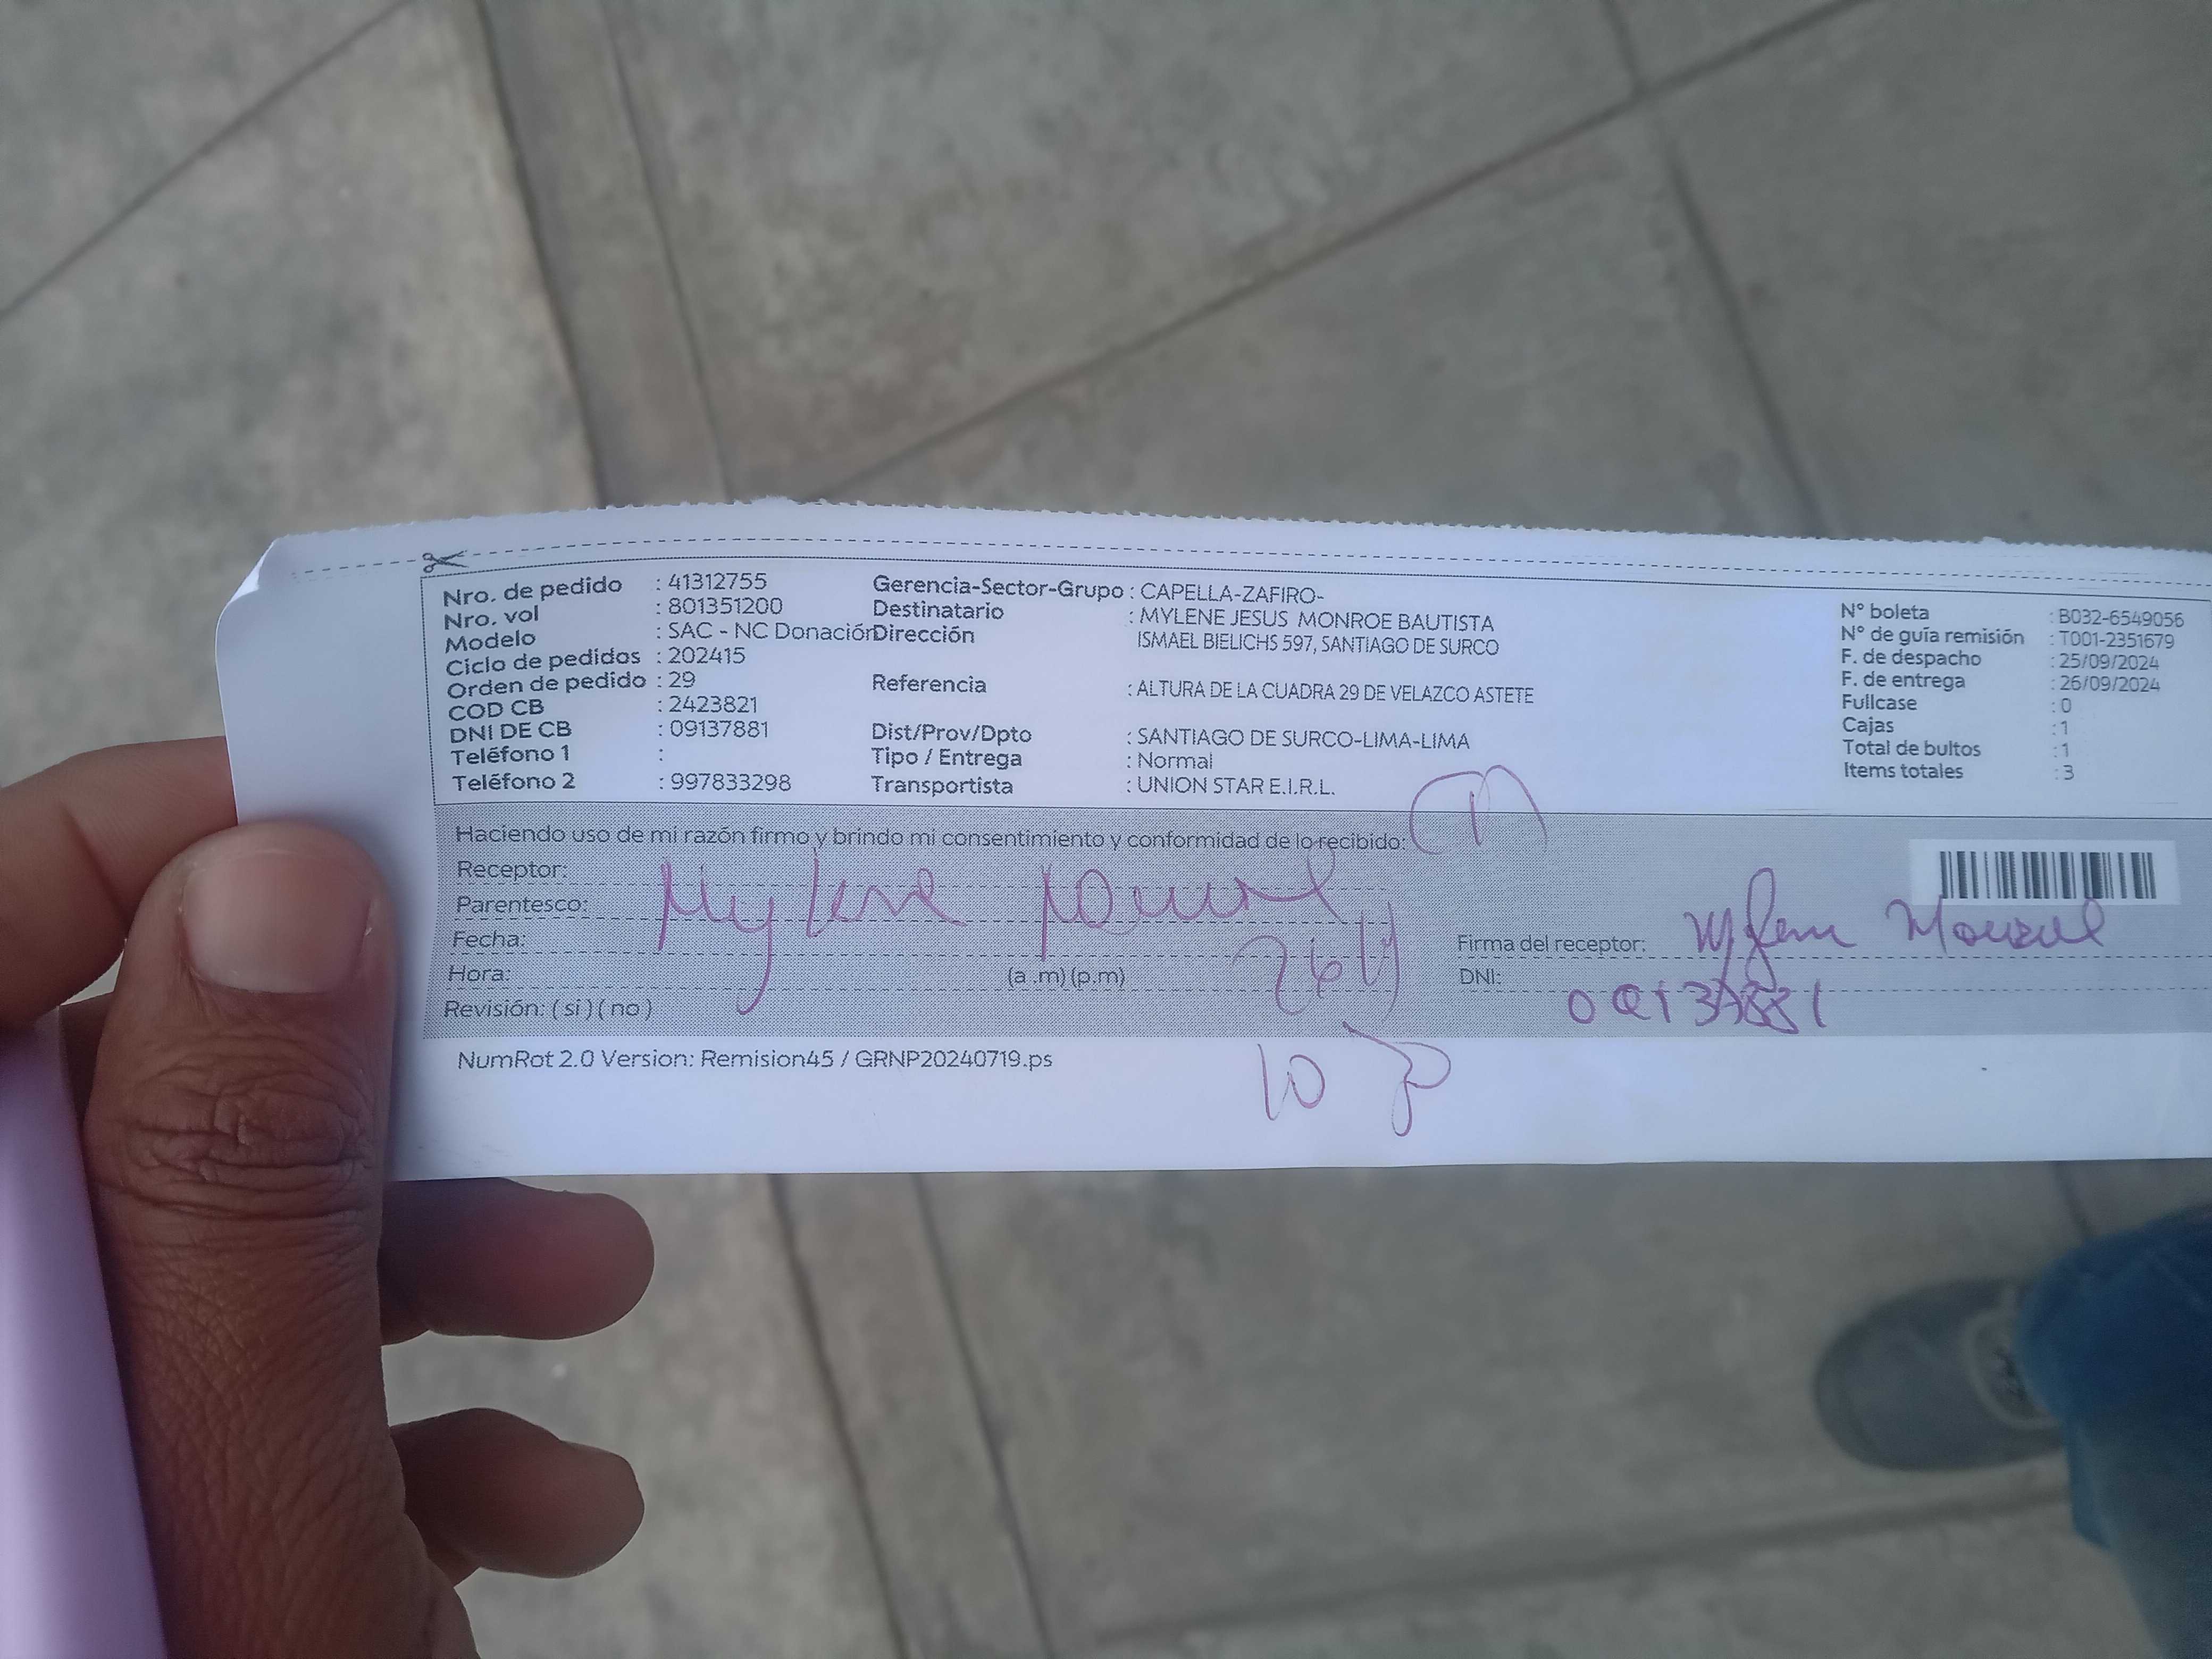 Nro. de pedido : 41312755
Nro. vol : 801351200
Modelo : SAC - NC Donación
Ciclo de pedidos : 202415
Orden de pedido : 29
COD CB : 2423821
DNI DE CB : 09137881
Teléfono 1 :
Teléfono 2 : 997833298
Gerencia-Sector-Grupo : CAPELLA-ZAFIRO-
Destinatario : MYLENE JESUS MONROE BAUTISTA
Dirección ISMAEL BIELICHS 597, SANTIAGO DE SURCO
Referencia : ALTURA DE LA CUADRA 29 DE VELAZCO ASTETE
Dist/Prov/Dpto : SANTIAGO DE SURCO-LIMA-LIMA
Tipo / Entrega : Normal
Transportista : UNION STAR E.I.R.L.
N° boleta : B032-6549056
N° de guía remisión : T001-2351679
F. de despacho : 25/09/2024
F. de entrega : 26/09/2024
Fullcase : 0
Cajas : 1
Total de bultos : 1
Items totales : 3
Haciendo uso de mi razón firmo y brindo mi consentimiento y conformidad de lo recibido: (1)
Receptor: Mylene
Parentesco:
Fecha:
Hora: (a .m) (p.m)
Revisión: ( si ) ( no )
Firma del receptor:
DNI: 09137881
NumRot 2.0 Version: Remision45 / GRNP20240719.ps